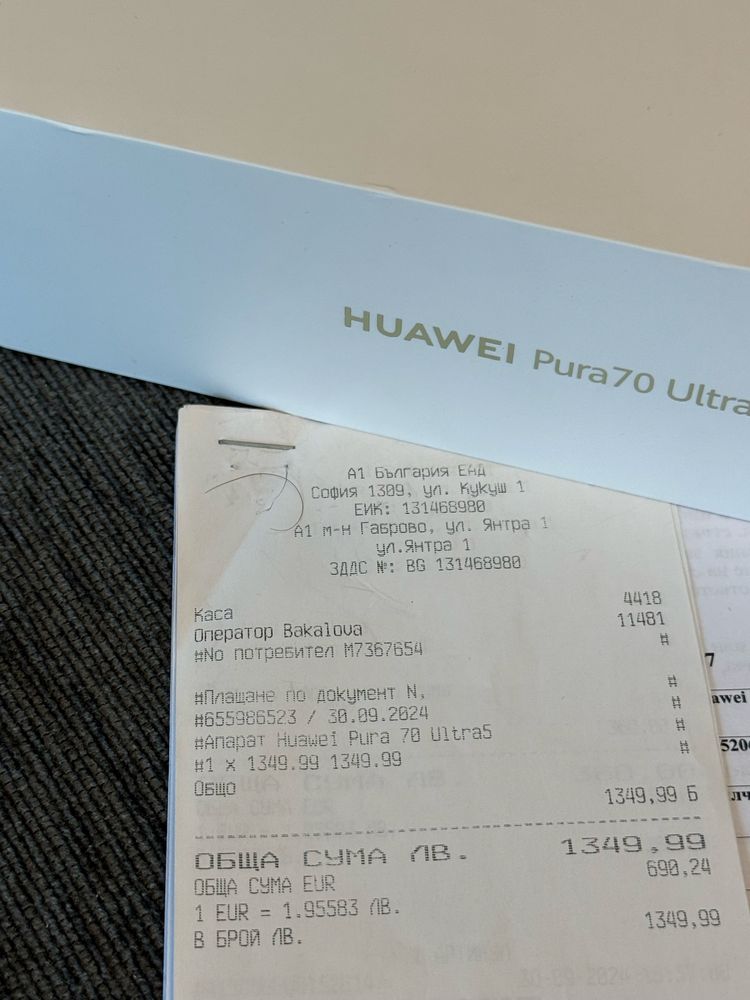 HUAWEI Pura70 Ultra
А1 България ЕАД
София 1309, ул. Кукуш 1
ЕИК: 131468980
А1 м-н Габрово, ул. Янтра 1
ул.Янтра 1
ЗДДС №: BG 131468980
Каса 4418
Оператор Bakalova 11481
#No потребител M7367654 #
#Плащане по документ N, #
#655986523 / 30.09.2024 #
#Апарат Huawei Pura 70 Ultra5 #
#1 x 1349.99 1349.99 #
Общо 1349,99 Б
ОБЩА СУМА ЛВ. 1349,99
ОБЩА СУМА EUR 690,24
1 EUR = 1.95583 ЛВ.
В БРОЙ ЛВ. 1349,99
7
awei
520